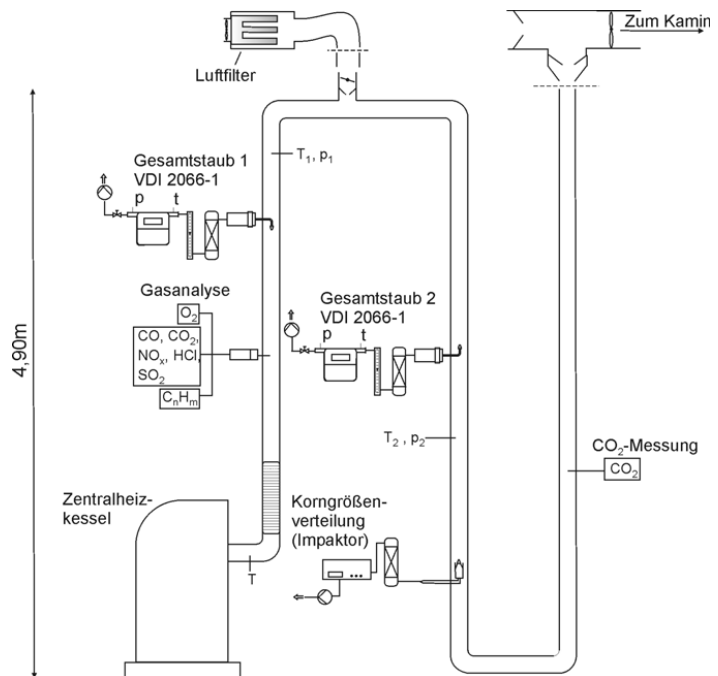 Zum Kamin
Luftfilter
T₁, p₁
Gesamtstaub 1
VDI 2066-1
p t
Gasanalyse
O₂
CO, CO₂,
NOₓ, HCl,
SO₂
CₙHₘ
Gesamtstaub 2
VDI 2066-1
p t
4,90m
T₂ , p₂
CO₂-Messung
CO₂
Zentralheiz-
kessel
Korngrößen-
verteilung
(Impaktor)
T